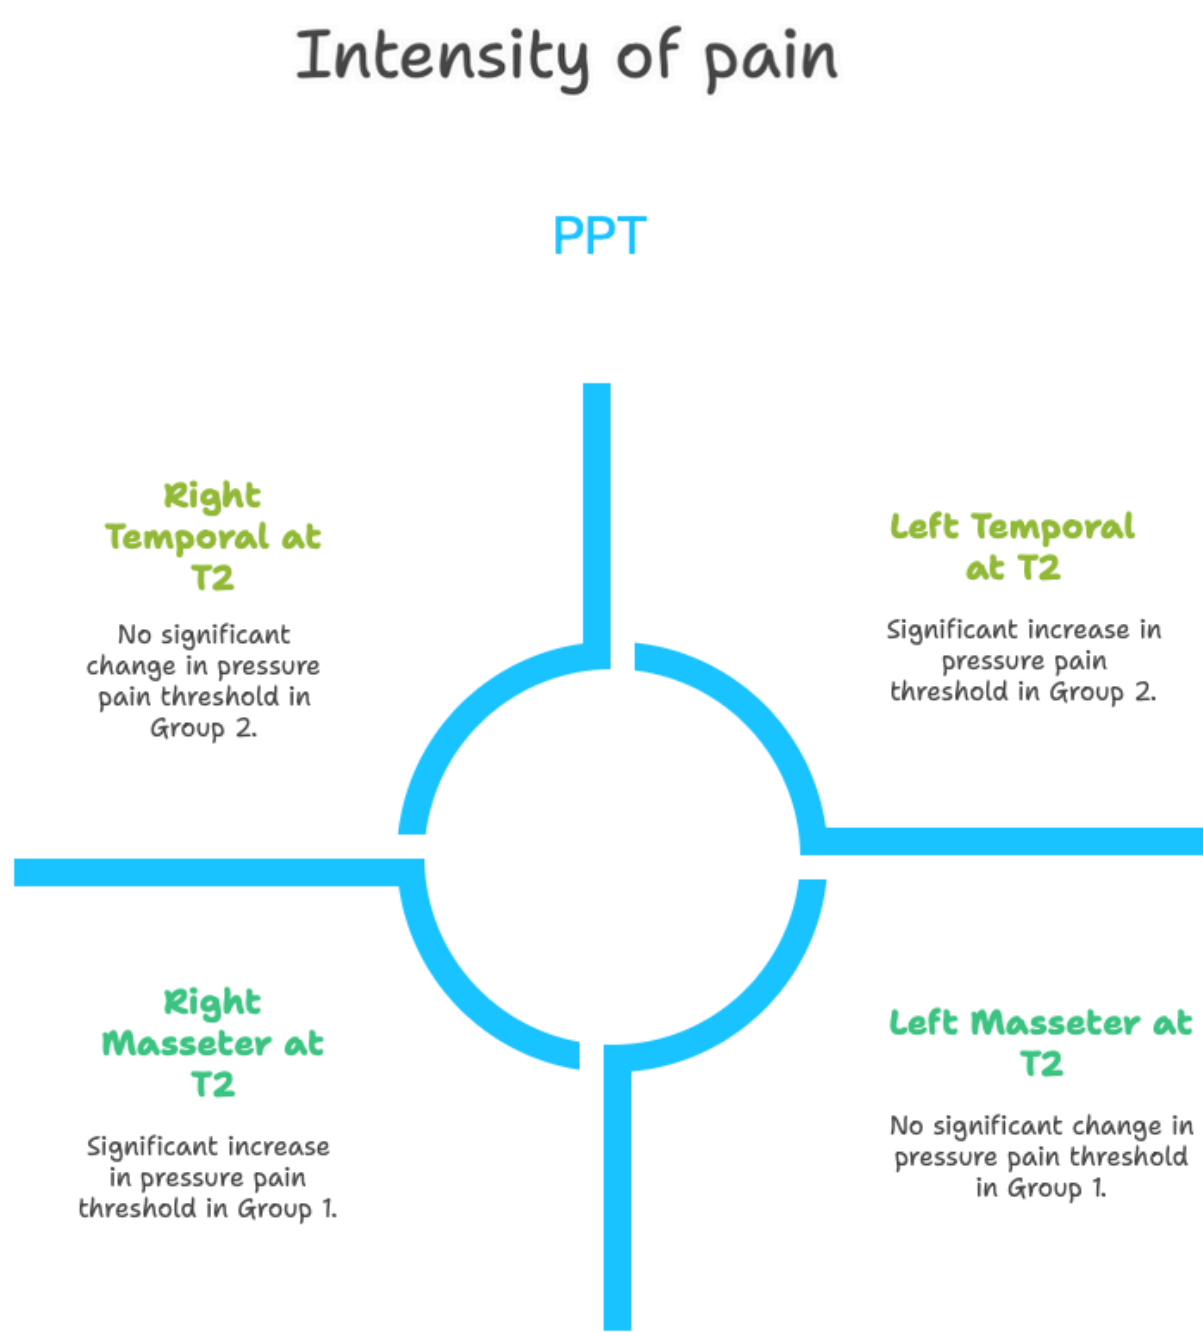 Intensity of pain
PPT
Right
Temporal at
T2
No significant
change in pressure
pain threshold in
Group 2.
Left Temporal
at T2
Significant increase in
pressure pain
threshold in Group 2.
Right
Masseter at
T2
Significant increase
in pressure pain
threshold in Group 1.
Left Masseter at
T2
No significant change in
pressure pain threshold
in Group 1.